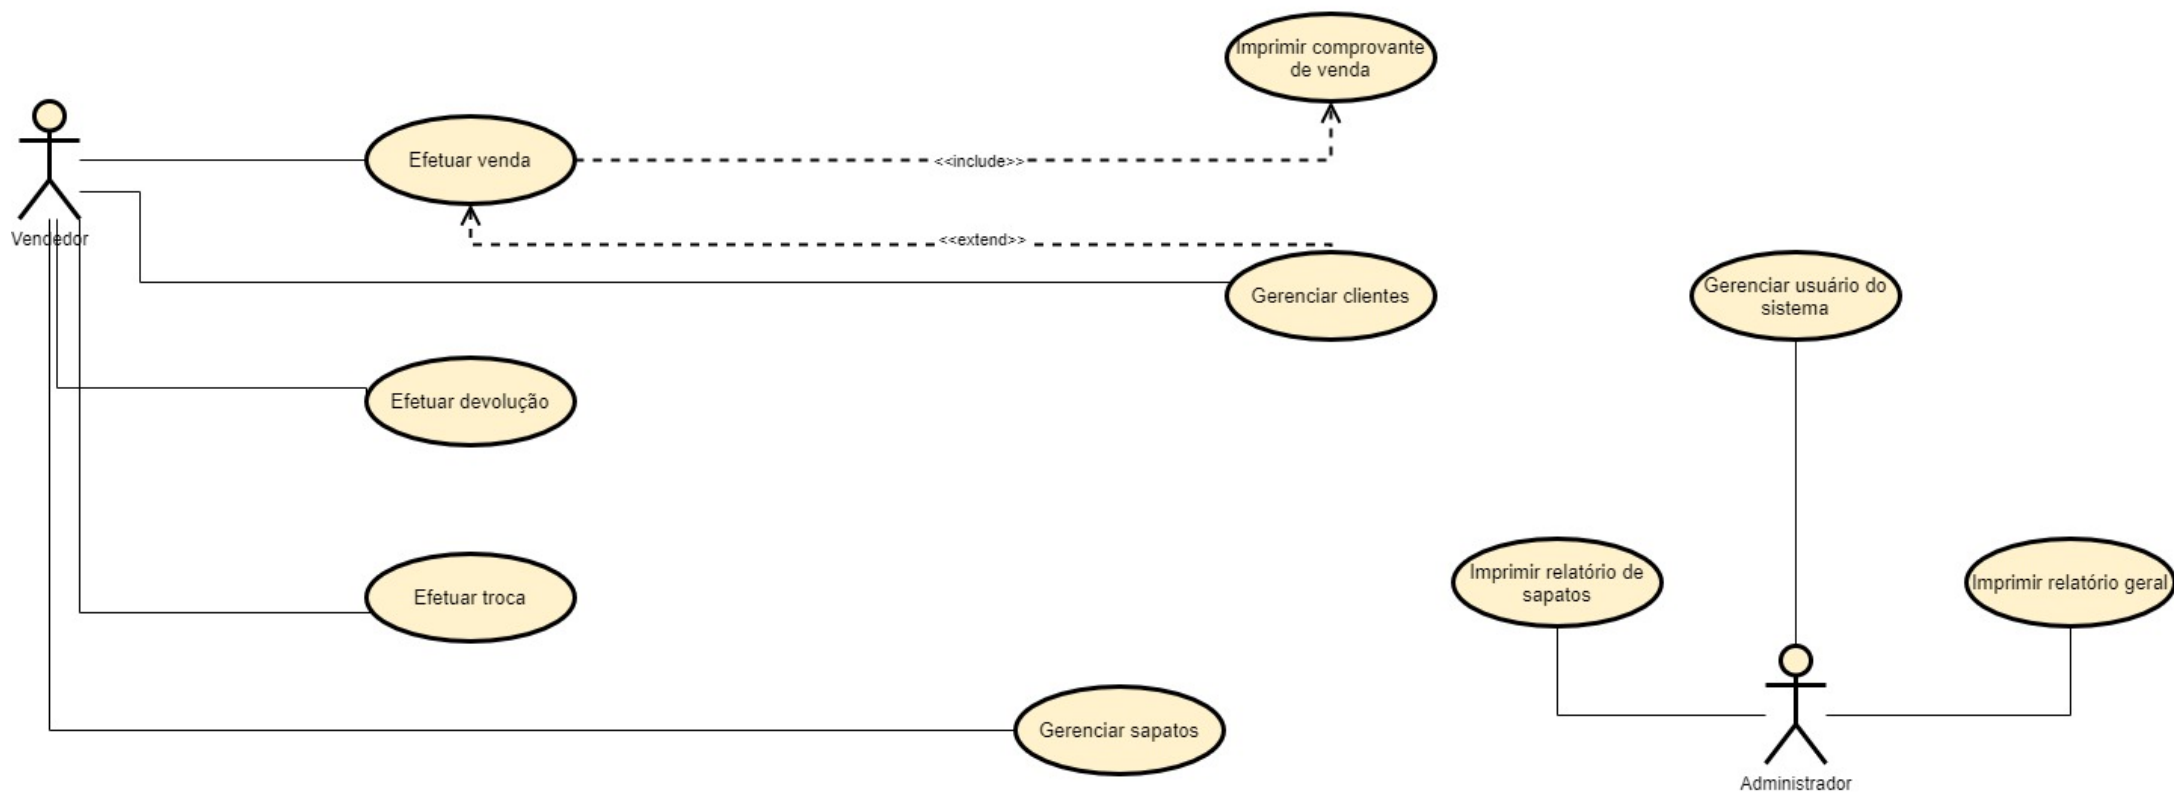 Imprimir comprovante
de venda
Efetuar venda
<<include>>
Vendedor
<<extend>>
Gerenciar clientes
Gerenciar usuário do
sistema
Efetuar devolução
Imprimir relatório de
sapatos
Imprimir relatório geral
Efetuar troca
Gerenciar sapatos
Administrador